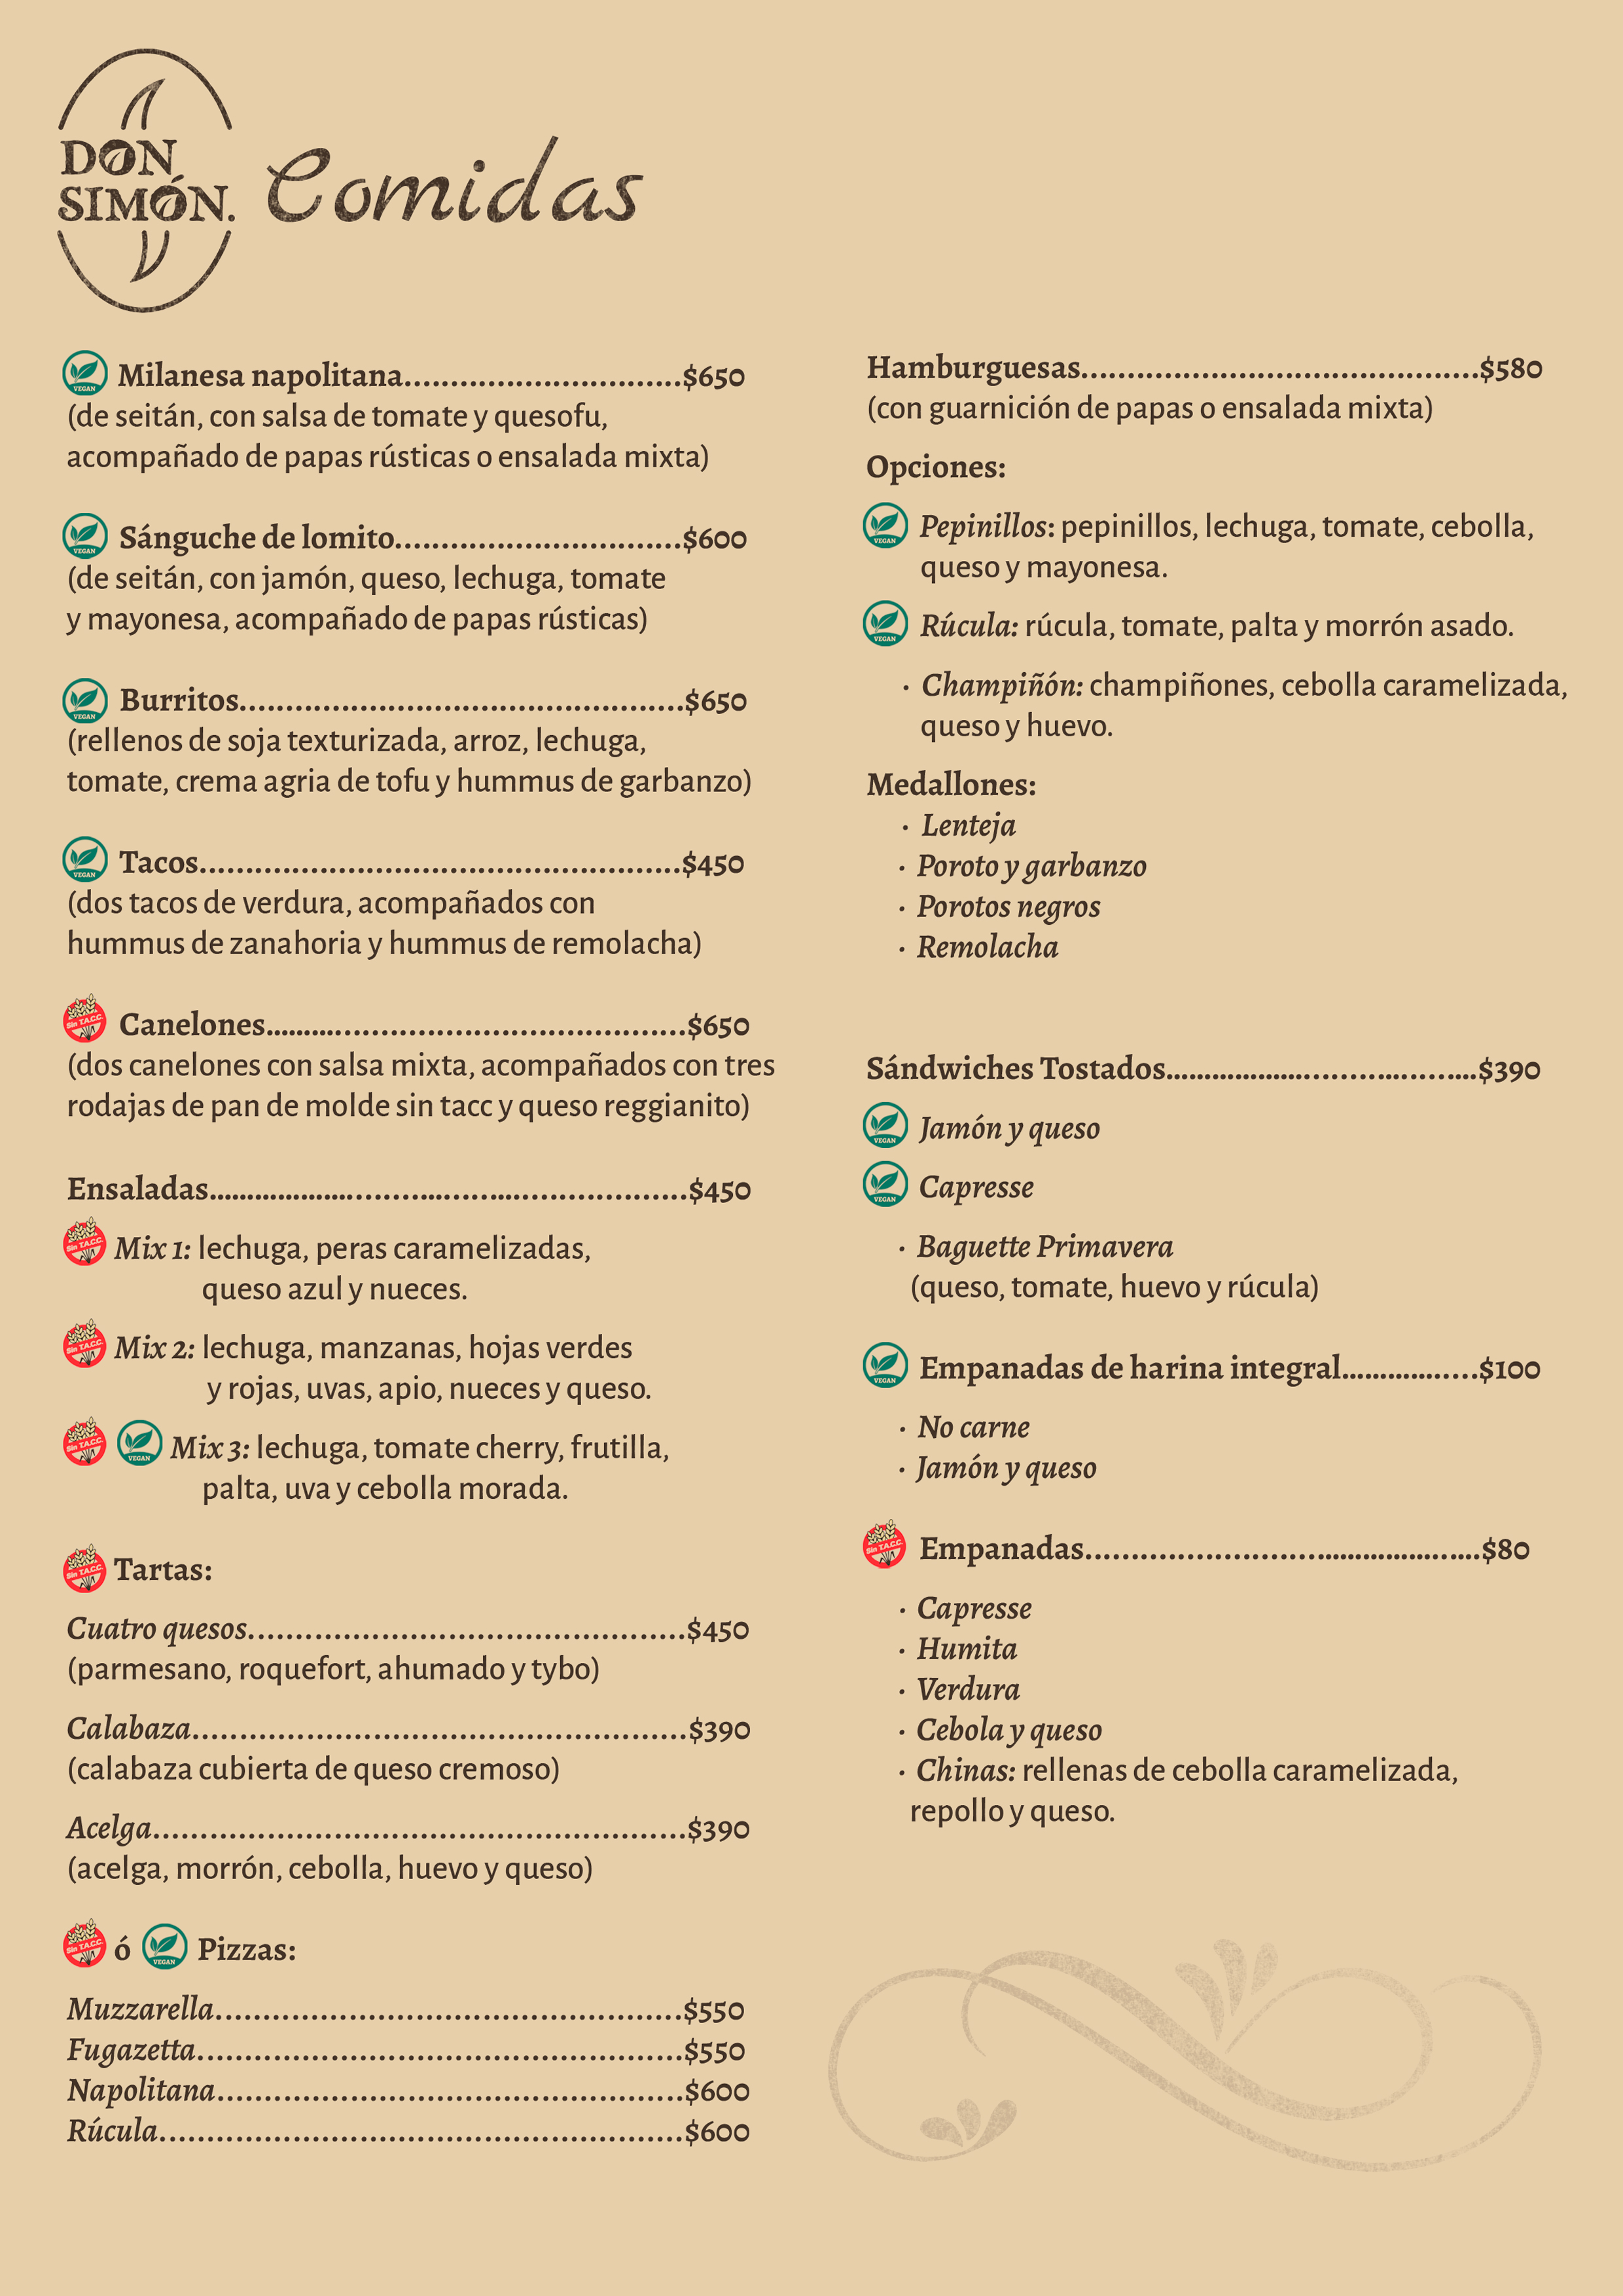 DON
SIMÓN.
Comidas
VEGAN Milanesa napolitana..............................$650
(de seitán, con salsa de tomate y quesofu,
acompañado de papas rústicas o ensalada mixta)
VEGAN Sánguche de lomito...............................$600
(de seitán, con jamón, queso, lechuga, tomate
y mayonesa, acompañado de papas rústicas)
VEGAN Burritos................................................$650
(rellenos de soja texturizada, arroz, lechuga,
tomate, crema agria de tofu y hummus de garbanzo)
VEGAN Tacos....................................................$450
(dos tacos de verdura, acompañados con
hummus de zanahoria y hummus de remolacha)
Sin T.A.C.C. Canelones...............................................$650
(dos canelones con salsa mixta, acompañados con tres
rodajas de pan de molde sin tacc y queso reggianito)
Ensaladas......................................................$450
Sin T.A.C.C. Mix 1: lechuga, peras caramelizadas,
queso azul y nueces.
Sin T.A.C.C. Mix 2: lechuga, manzanas, hojas verdes
y rojas, uvas, apio, nueces y queso.
Sin T.A.C.C. VEGAN Mix 3: lechuga, tomate cherry, frutilla,
palta, uva y cebolla morada.
Sin T.A.C.C. Tartas:
Cuatro quesos...............................................$450
(parmesano, roquefort, ahumado y tybo)
Calabaza.....................................................$390
(calabaza cubierta de queso cremoso)
Acelga.........................................................$390
(acelga, morrón, cebolla, huevo y queso)
Sin T.A.C.C. ó VEGAN Pizzas:
Muzzarella..................................................$550
Fugazetta....................................................$550
Napolitana..................................................$600
Rúcula........................................................$600
Hamburguesas...........................................$580
(con guarnición de papas o ensalada mixta)
Opciones:
VEGAN Pepinillos: pepinillos, lechuga, tomate, cebolla,
queso y mayonesa.
VEGAN Rúcula: rúcula, tomate, palta y morrón asado.
· Champiñón: champiñones, cebolla caramelizada,
queso y huevo.
Medallones:
· Lenteja
· Poroto y garbanzo
· Porotos negros
· Remolacha
Sándwiches Tostados.....................................$390
VEGAN Jamón y queso
VEGAN Capresse
· Baguette Primavera
(queso, tomate, huevo y rúcula)
VEGAN Empanadas de harina integral................$100
· No carne
· Jamón y queso
Sin T.A.C.C. Empanadas..............................................$80
· Capresse
· Humita
· Verdura
· Cebola y queso
· Chinas: rellenas de cebolla caramelizada,
repollo y queso.